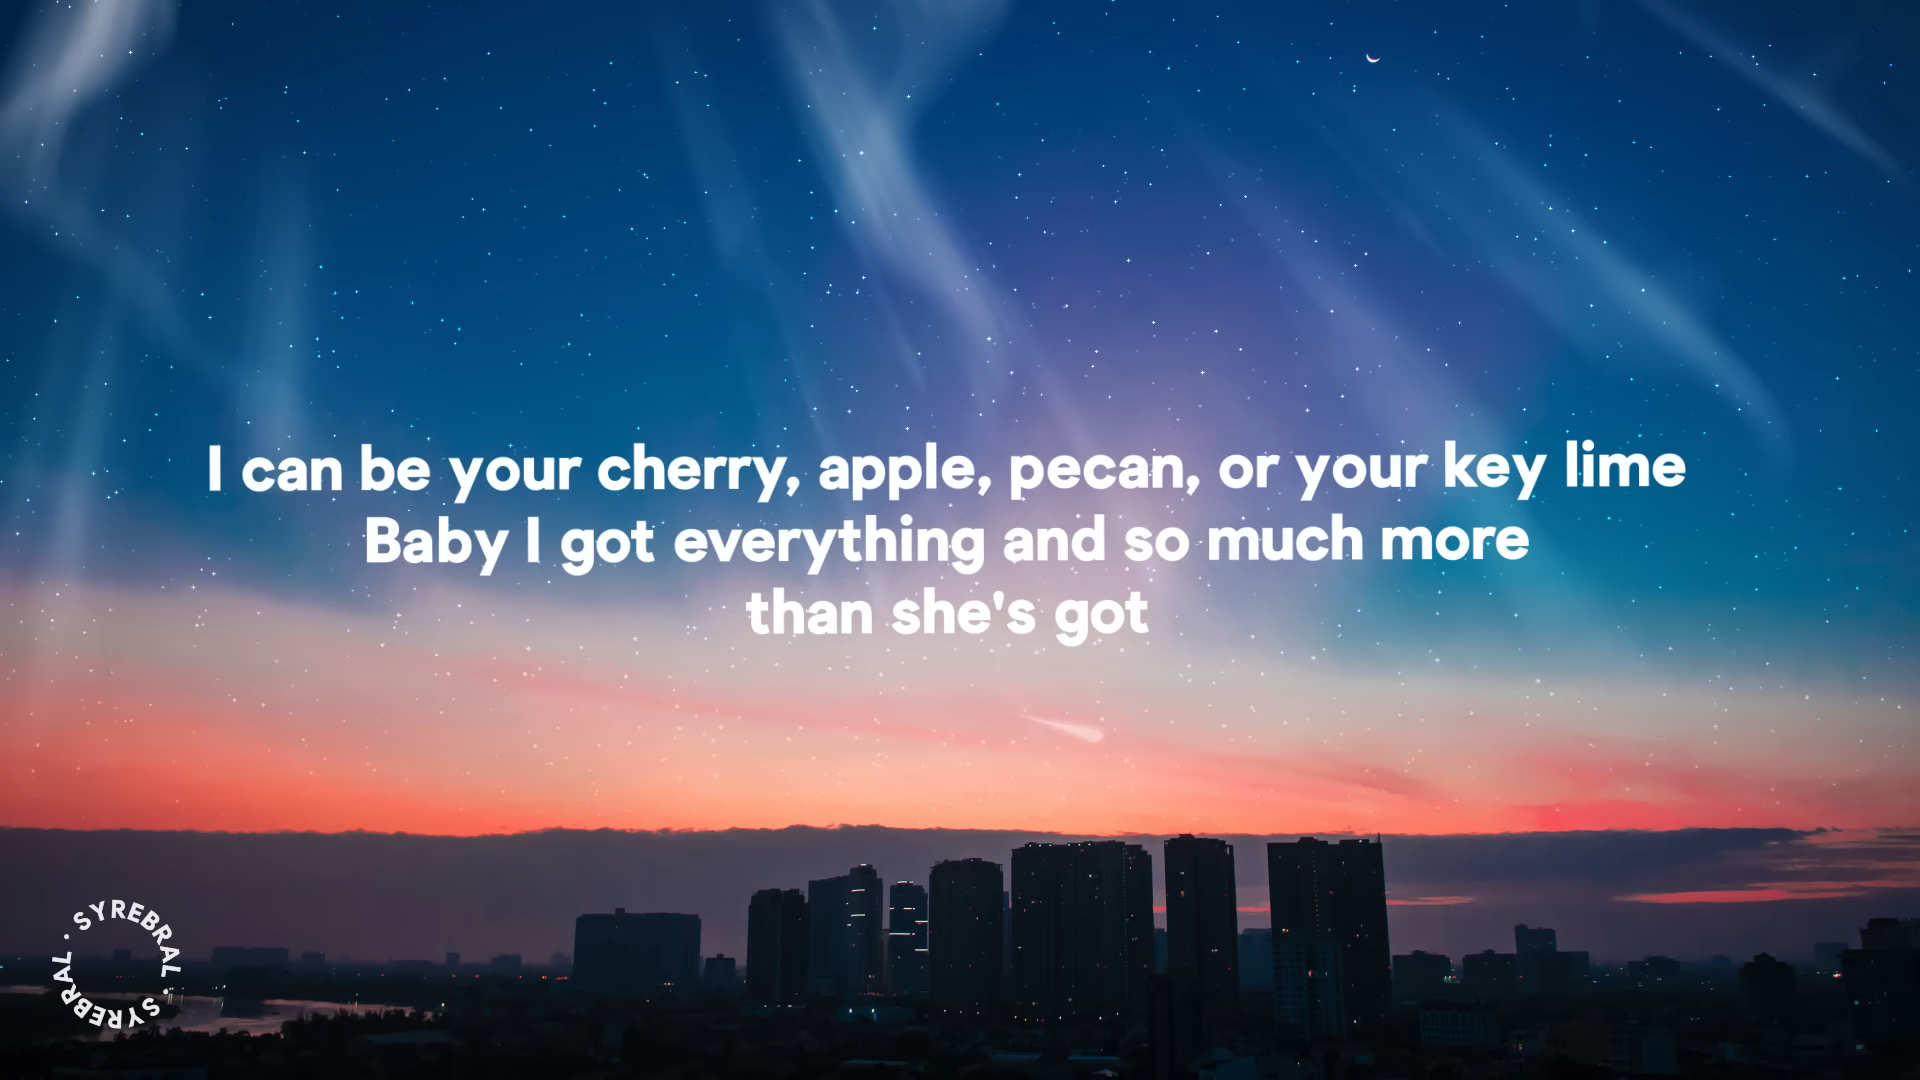 I can be your cherry, apple, pecan, or your key lime
Baby I got everything and so much more
than she's got
SYREBRAL · SYREBRAL ·